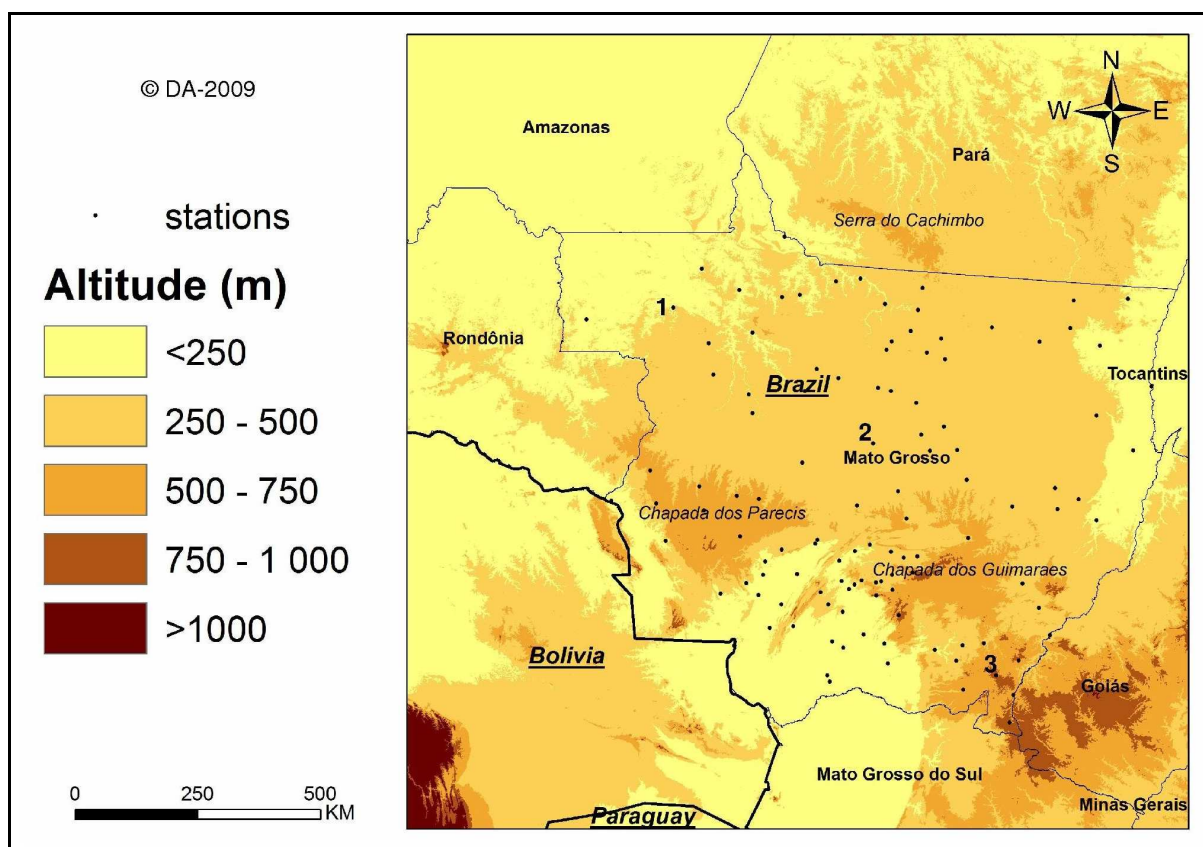 © DA-2009
stations
Altitude (m)
<250
250 - 500
500 - 750
750 - 1 000
>1000
0 250 500
KM
N
W E
S
Amazonas
Pará
Serra do Cachimbo
1
Rondônia
Tocantins
Brazil
2
Mato Grosso
Chapada dos Parecis
Chapada dos Guimaraes
Bolivia
3
Goiás
Mato Grosso do Sul
Minas Gerais
Paraguay